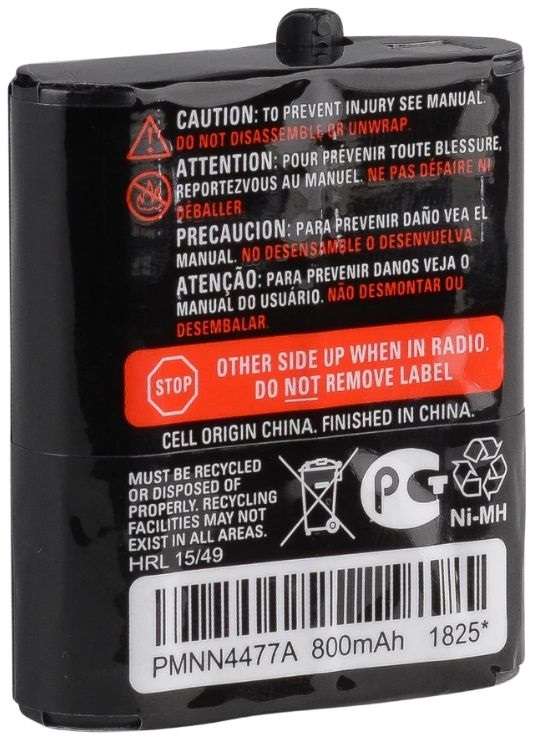 CAUTION: TO PREVENT INJURY SEE MANUAL.
DO NOT DISASSEMBLE OR UNWRAP.
ATTENTION: POUR PRÉVENIR TOUTE BLESSURE,
REPORTEZVOUS AU MANUEL. NE PAS DÉFAIRE NI
DÉBALLER.
PRECAUCION: PARA PREVENIR DAÑO VEA EL
MANUAL. NO DESENSAMBLE O DESENVUELVA.
ATENÇÃO: PARA PREVENIR DANOS VEJA O
MANUAL DO USUÁRIO. NÃO DESMONTAR OU
DESEMBALAR.
STOP
OTHER SIDE UP WHEN IN RADIO.
DO NOT REMOVE LABEL
CELL ORIGIN CHINA. FINISHED IN CHINA.
MUST BE RECYCLED
OR DISPOSED OF
PROPERLY. RECYCLING
FACILITIES MAY NOT
EXIST IN ALL AREAS.
HRL 15/49
РСТ
Ni-MH
PMNN4477A 800mAh 1825*